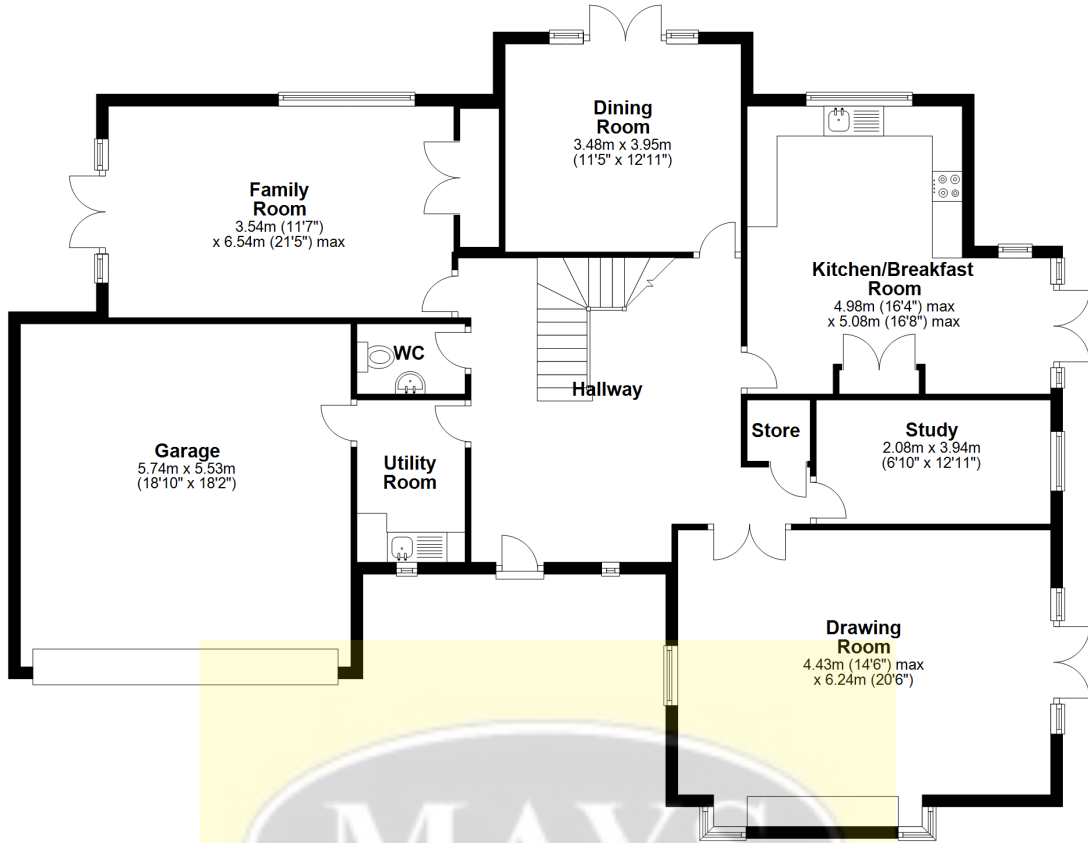 Dining
Room
3.48m x 3.95m
(11'5" x 12'11")
Family
Room
3.54m (11'7")
x 6.54m (21'5") max
Kitchen/Breakfast
Room
4.98m (16'4") max
x 5.08m (16'8") max
WC
Hallway
Store
Study
2.08m x 3.94m
(6'10" x 12'11")
Garage
5.74m x 5.53m
(18'10" x 18'2")
Utility
Room
Drawing
Room
4.43m (14'6") max
x 6.24m (20'6")
MAYS